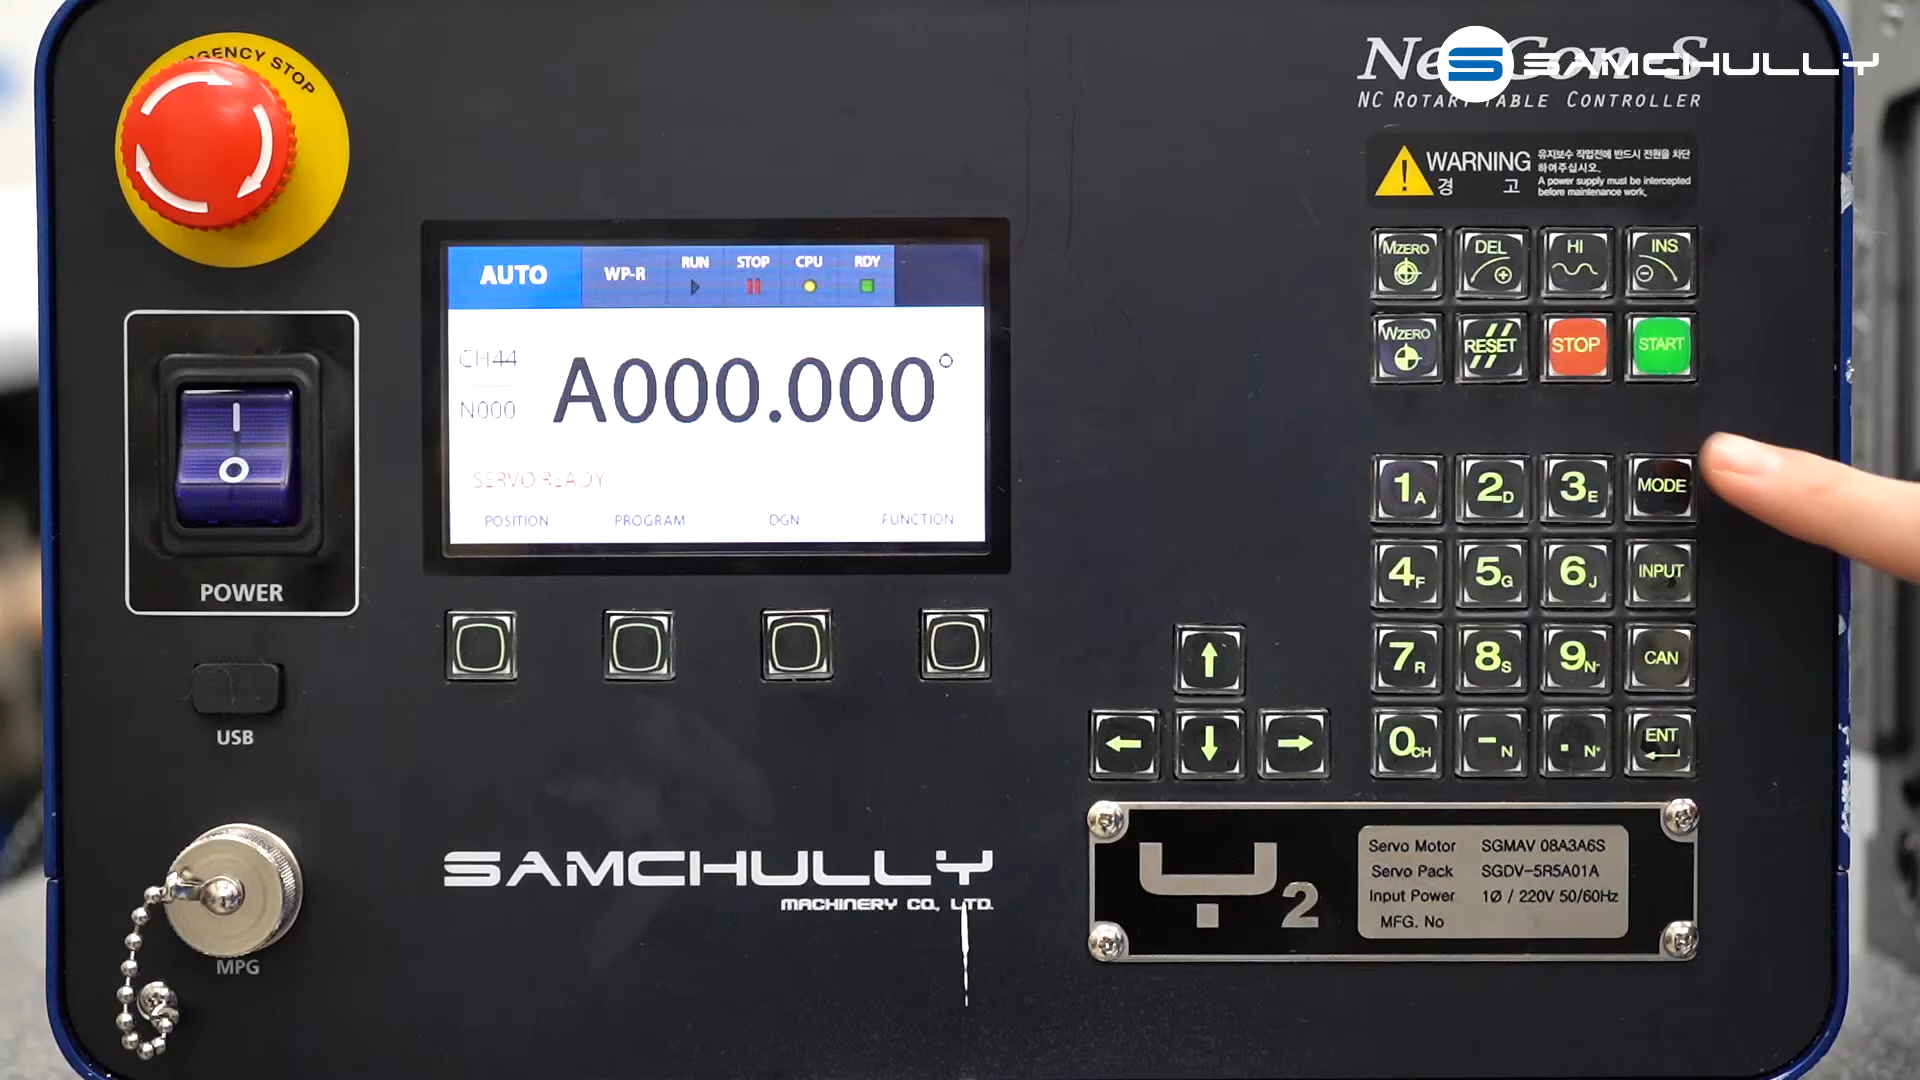 EMERGENCY STOP
SAMCHULLY
NC ROTARY TABLE CONTROLLER
WARNING
경 고
유지보수 작업전에 반드시 전원을 차단
하여주십시오.
A power supply must be intercepted
before maintenance work.
AUTO
WP-R
RUN
STOP
CPU
RDY
CH44
N000
A000.000°
SERVO READY
POSITION
PROGRAM
DGN
FUNCTION
MZERO
DEL
HI
INS
WZERO
RESET
STOP
START
1A
2D
3E
MODE
4F
5G
6J
INPUT
7R
8S
9N-
CAN
0CH
-N
.N+
ENT
POWER
USB
MPG
SAMCHULLY
MACHINERY CO., LTD.
2
Servo Motor SGMAV 08A3A6S
Servo Pack SGDV-5R5A01A
Input Power 1Ø / 220V 50/60Hz
MFG. No